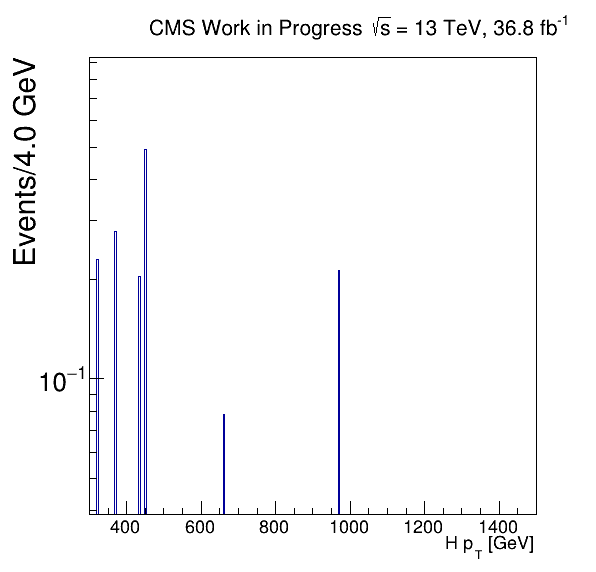 CMS Work in Progress √s = 13 TeV, 36.8 fb⁻¹
Events/4.0 GeV
10⁻¹
400 600 800 1000 1200 1400
H p_T [GeV]